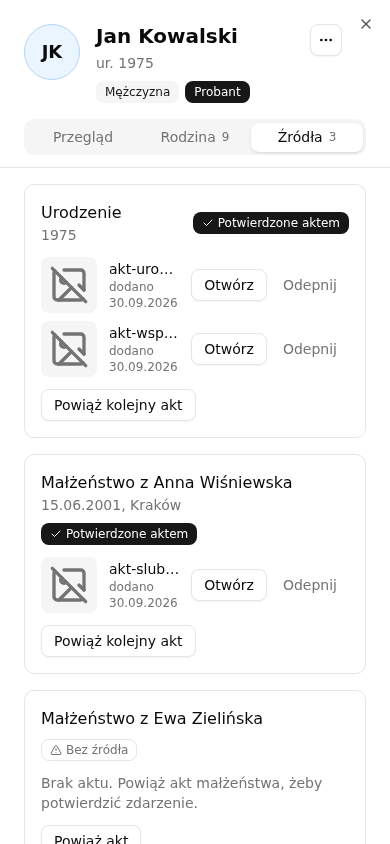 JK
Jan Kowalski
ur. 1975
Mężczyzna Probant
Przegląd Rodzina 9 Źródła 3
Urodzenie
1975
Potwierdzone aktem
akt-uro...
dodano
30.09.2026
Otwórz Odepnij
akt-wsp...
dodano
30.09.2026
Otwórz Odepnij
Powiąż kolejny akt
Małżeństwo z Anna Wiśniewska
15.06.2001, Kraków
Potwierdzone aktem
akt-slub...
dodano
30.09.2026
Otwórz Odepnij
Powiąż kolejny akt
Małżeństwo z Ewa Zielińska
Bez źródła
Brak aktu. Powiąż akt małżeństwa, żeby
potwierdzić zdarzenie.
Powiąż akt